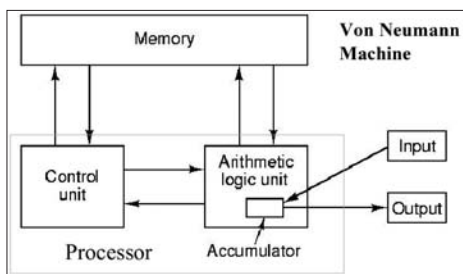 Memory
Von Neumann
Machine
Control
unit
Arithmetic
logic unit
Input
Output
Processor
Accumulator